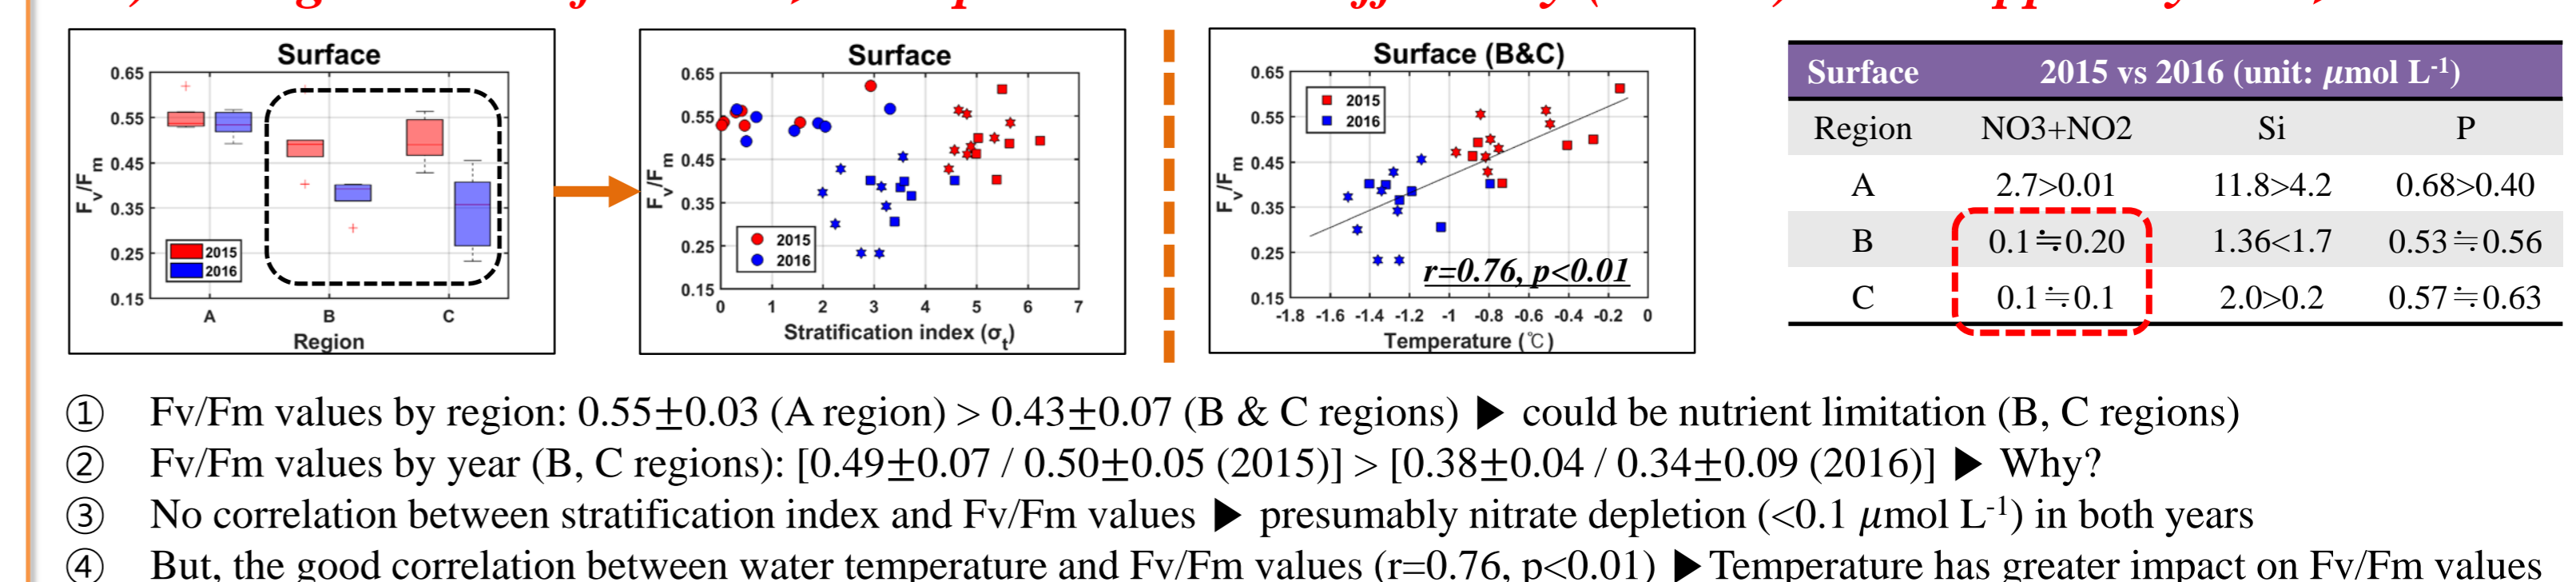 Surface
0.65
0.55
0.45
0.35
0.25
0.15
Fv/Fm
2015
2016
A B C
Region
Surface
0.65
0.55
0.45
0.35
0.25
0.15
Fv/Fm
2015
2016
0 1 2 3 4 5 6 7
Stratification index (σt)
Surface (B&C)
0.65
0.55
0.45
0.35
0.25
0.15
Fv/Fm
2015
2016
r=0.76, p<0.01
-1.8 -1.6 -1.4 -1.2 -1 -0.8 -0.6 -0.4 -0.2 0
Temperature (℃)
Surface 2015 vs 2016 (unit: μmol L-1)
Region NO3+NO2 Si P
A 2.7>0.01 11.8>4.2 0.68>0.40
B 0.1≒0.20 1.36<1.7 0.53≒0.56
C 0.1≒0.1 2.0>0.2 0.57≒0.63
① Fv/Fm values by region: 0.55±0.03 (A region) > 0.43±0.07 (B & C regions) ▶ could be nutrient limitation (B, C regions)
② Fv/Fm values by year (B, C regions): [0.49±0.07 / 0.50±0.05 (2015)] > [0.38±0.04 / 0.34±0.09 (2016)] ▶ Why?
③ No correlation between stratification index and Fv/Fm values ▶ presumably nitrate depletion (<0.1 μmol L-1) in both years
④ But, the good correlation between water temperature and Fv/Fm values (r=0.76, p<0.01) ▶Temperature has greater impact on Fv/Fm values